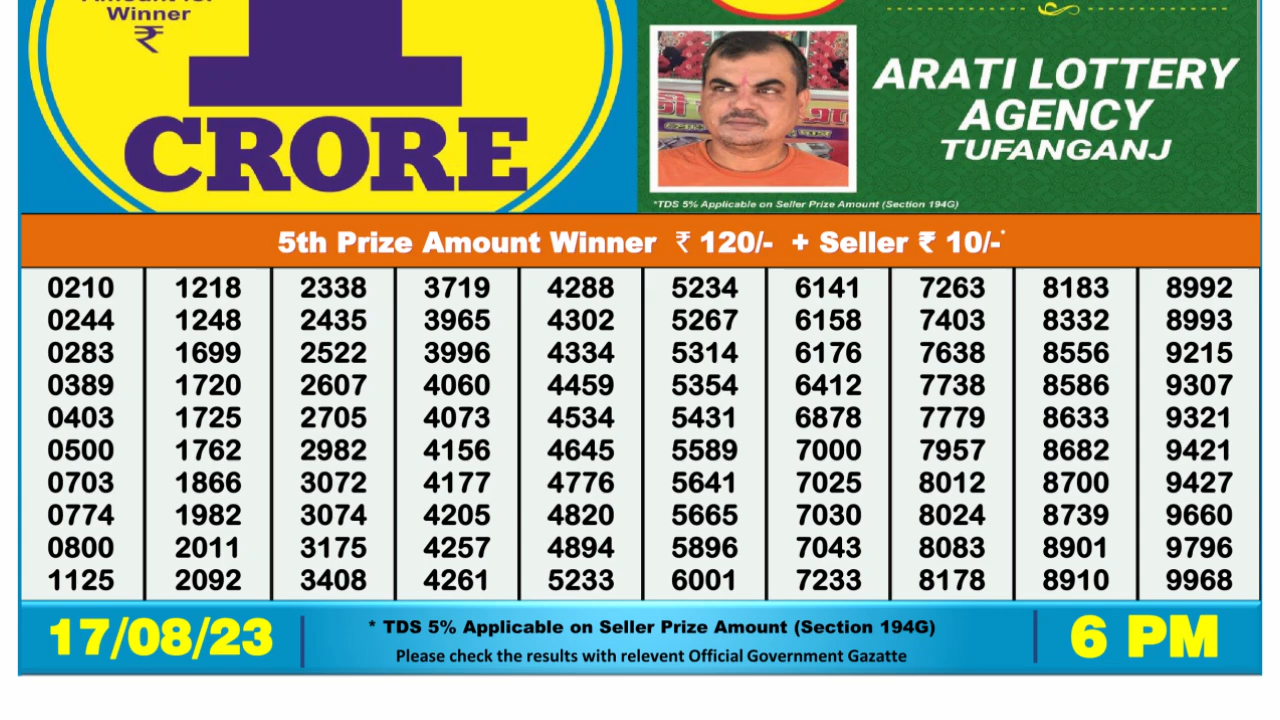 Winner
₹
1
CRORE
ARATI LOTTERY
AGENCY
TUFANGANJ
*TDS 5% Applicable on Seller Prize Amount (Section 194G)
5th Prize Amount Winner ₹ 120/- + Seller ₹ 10/-*
0210 1218 2338 3719 4288 5234 6141 7263 8183 8992
0244 1248 2435 3965 4302 5267 6158 7403 8332 8993
0283 1699 2522 3996 4334 5314 6176 7638 8556 9215
0389 1720 2607 4060 4459 5354 6412 7738 8586 9307
0403 1725 2705 4073 4534 5431 6878 7779 8633 9321
0500 1762 2982 4156 4645 5589 7000 7957 8682 9421
0703 1866 3072 4177 4776 5641 7025 8012 8700 9427
0774 1982 3074 4205 4820 5665 7030 8024 8739 9660
0800 2011 3175 4257 4894 5896 7043 8083 8901 9796
1125 2092 3408 4261 5233 6001 7233 8178 8910 9968
17/08/23
* TDS 5% Applicable on Seller Prize Amount (Section 194G)
Please check the results with relevent Official Government Gazatte
6 PM